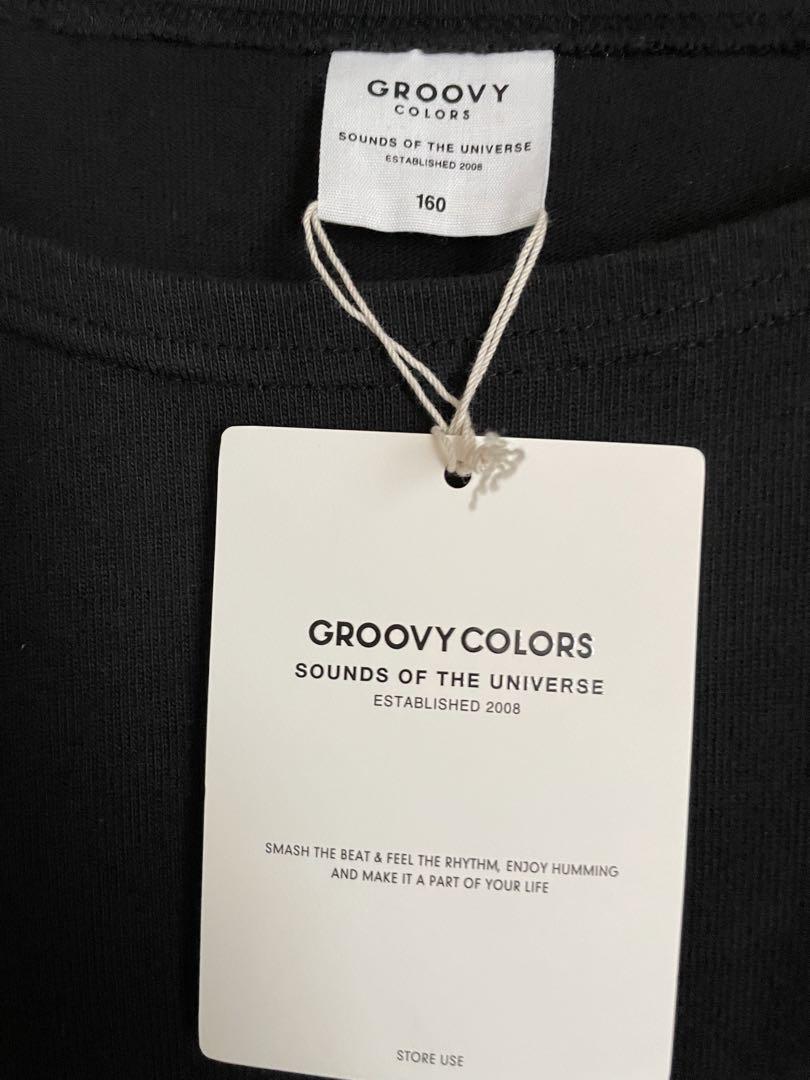 GROOVY
COLORS
SOUNDS OF THE UNIVERSE
ESTABLISHED 2008
160
GROOVY COLORS
SOUNDS OF THE UNIVERSE
ESTABLISHED 2008
SMASH THE BEAT & FEEL THE RHYTHM, ENJOY HUMMING
AND MAKE IT A PART OF YOUR LIFE
STORE USE